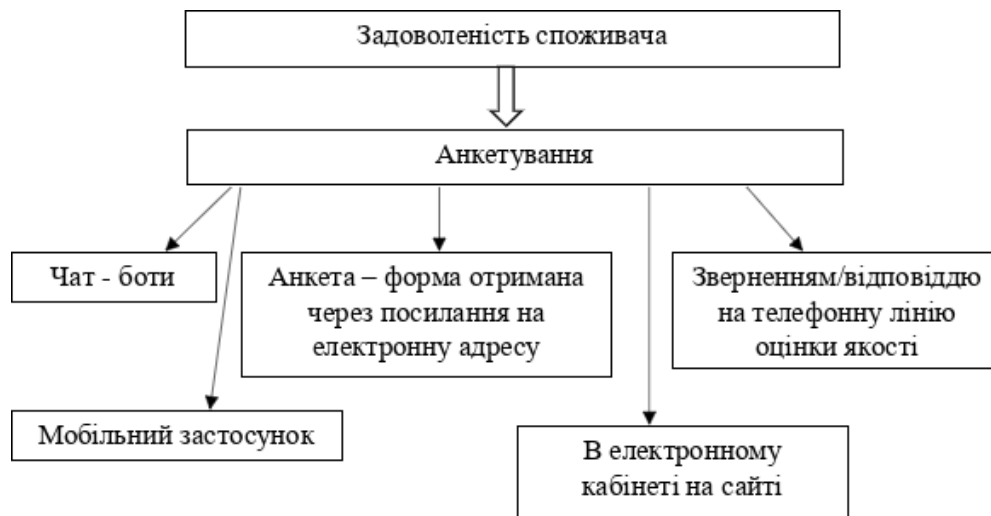 Задоволеність споживача
Анкетування
Чат - боти
Анкета – форма отримана
через посилання на
електронну адресу
Зверненням/відповіддю
на телефонну лінію
оцінки якості
Мобільний застосунок
В електронному
кабінеті на сайті